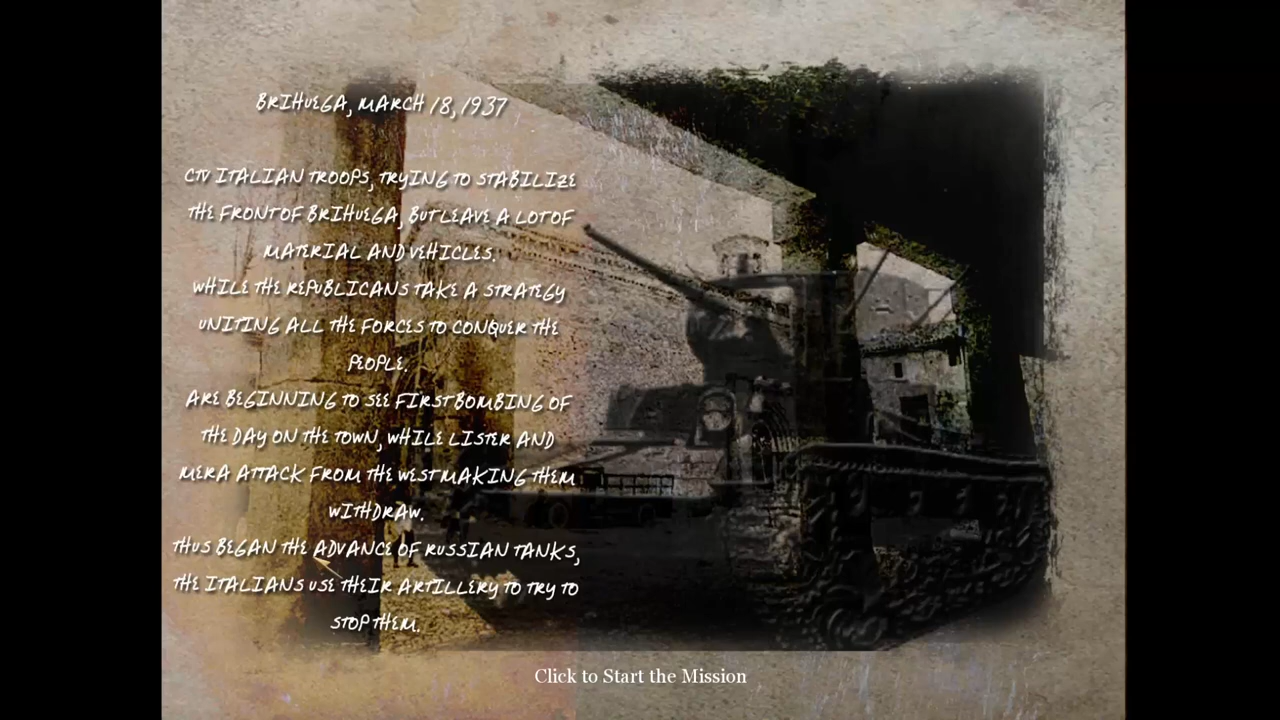 BRIHUEGA, MARCH 18, 1937
CTV ITALIAN TROOPS, TRYING TO STABILIZE
THE FRONT OF BRIHUEGA, BUT LEAVE A LOT OF
MATERIAL AND VEHICLES.
WHILE THE REPUBLICANS TAKE A STRATEGY
UNITING ALL THE FORCES TO CONQUER THE
PEOPLE.
ARE BEGINNING TO SEE FIRST BOMBING OF
THE DAY ON THE TOWN, WHILE LISTER AND
MERA ATTACK FROM THE WEST MAKING THEM
WITHDRAW.
THUS BEGAN THE ADVANCE OF RUSSIAN TANKS,
THE ITALIANS USE THEIR ARTILLERY TO TRY TO
STOP THEM.
Click to Start the Mission